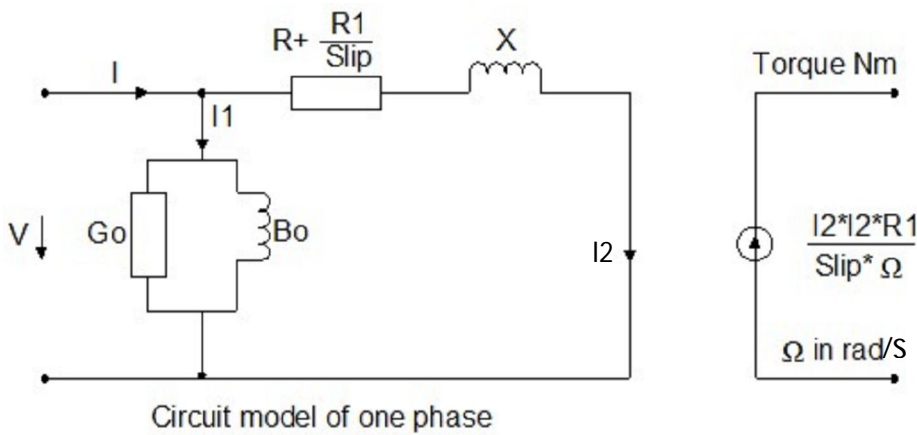 R+ R1
Slip
X
I
I1
V
Go
Bo
I2
Torque Nm
I2*I2*R1
Slip* Ω
Ω in rad/S
Circuit model of one phase